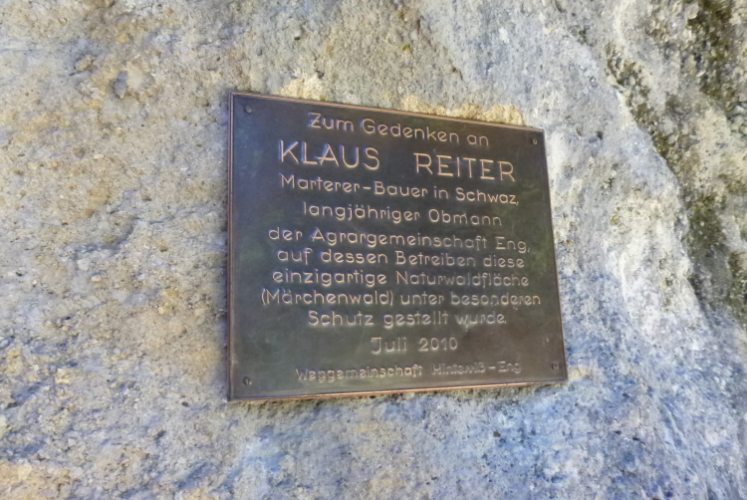 Zum Gedenken an
KLAUS REITER
Marterer-Bauer in Schwaz,
langjähriger Obmann
der Agrargemeinschaft Eng,
auf dessen Betreiben diese
einzigartige Naturwaldfläche
(Märchenwald) unter besonderen
Schutz gestellt wurde.
Juli 2010
Weggemeinschaft Hinterriß-Eng